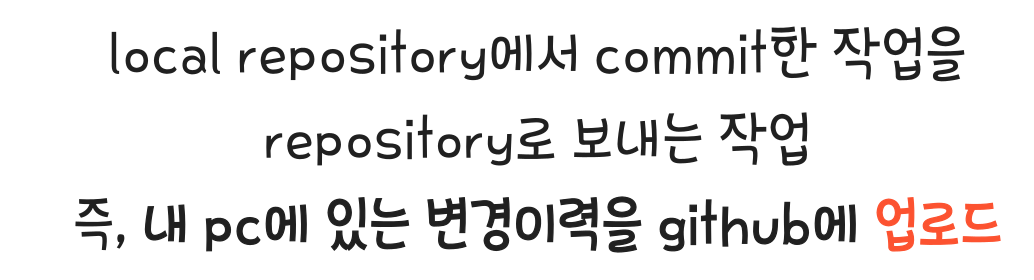 local repository에서 commit한 작업을
repository로 보내는 작업
즉, 내 pc에 있는 변경이력을 github에 업로드